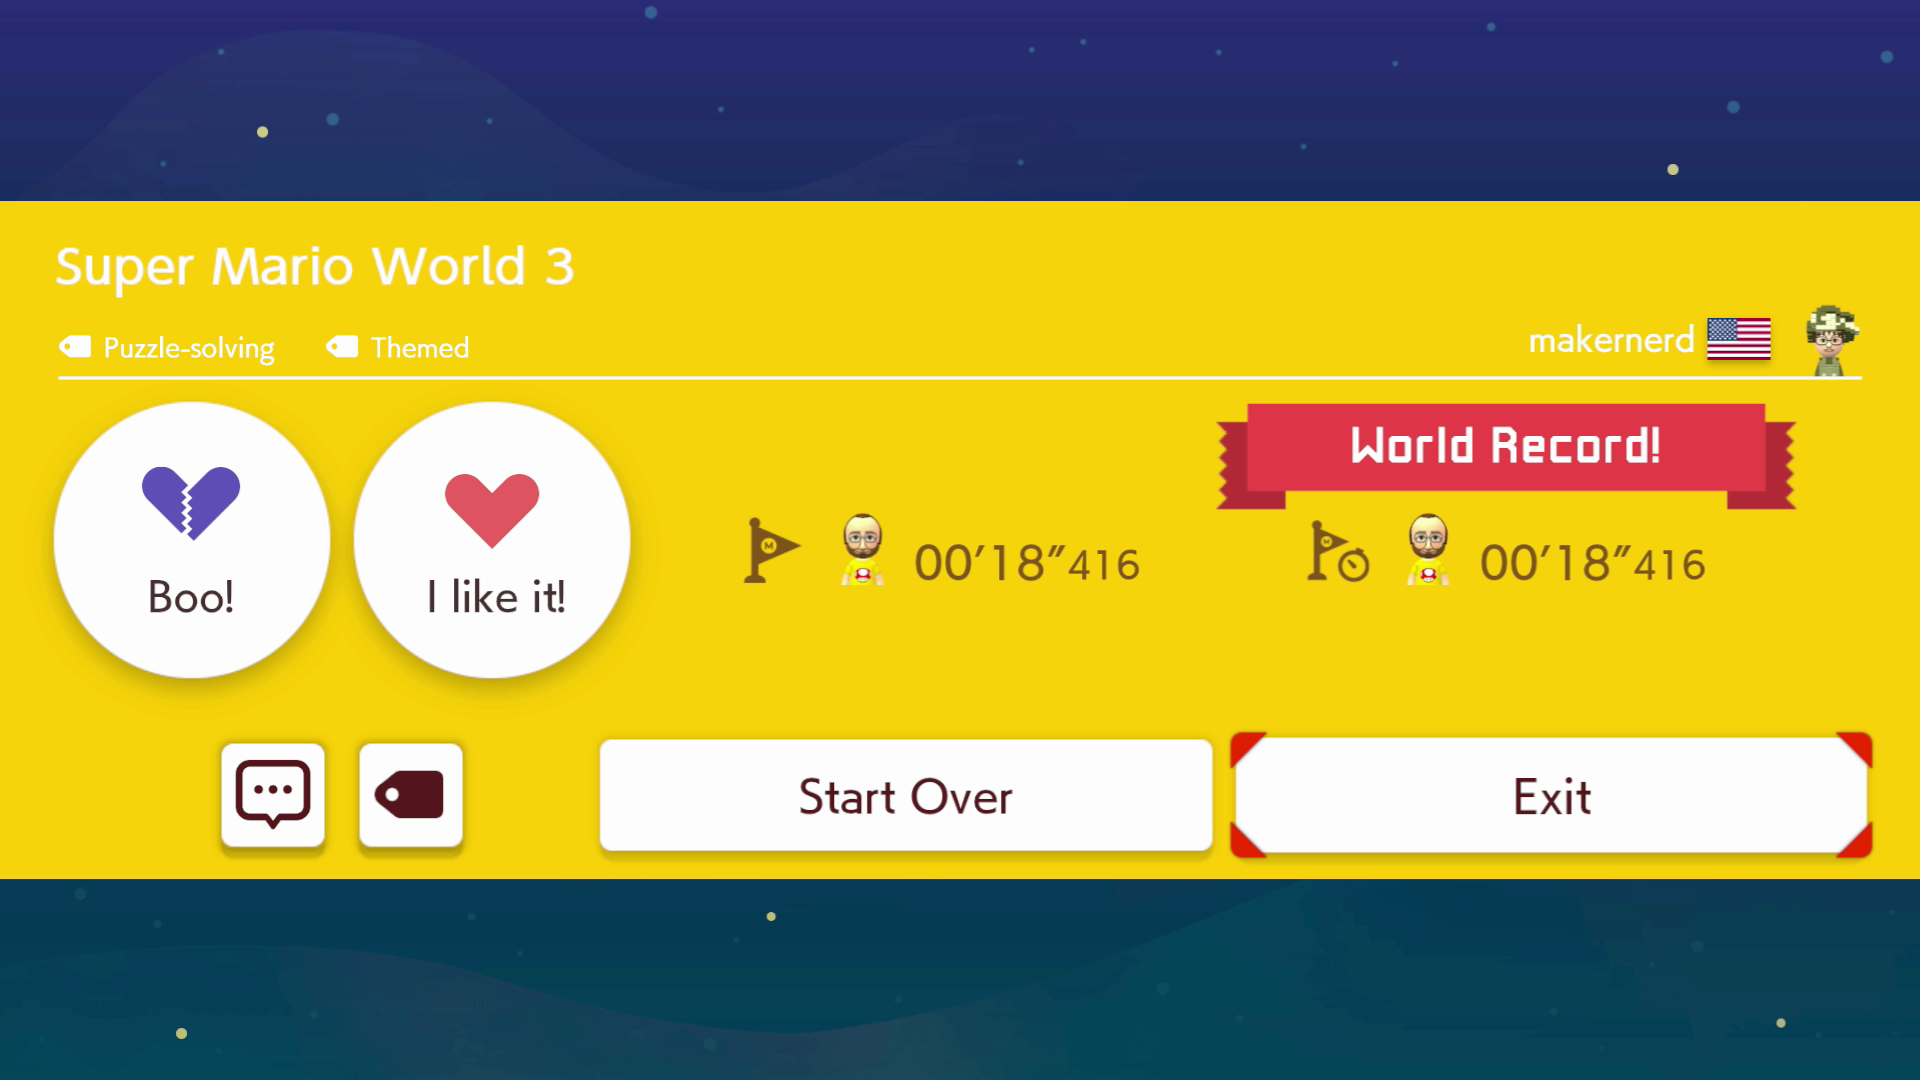 Super Mario World 3
Puzzle-solving Themed
makernerd
World Record!
M 00'18"416
M 00'18"416
Boo!
I like it!
Start Over
Exit